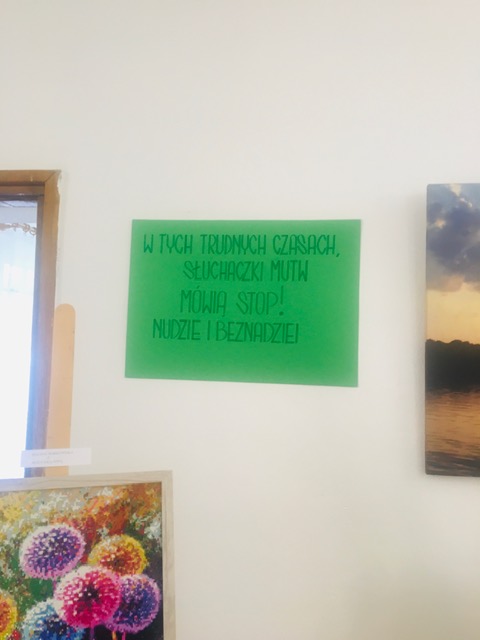 W TYCH TRUDNYCH CZASACH,
SŁUCHACZKI MUTW
MÓWIĄ STOP!
NUDZIE I BEZNADZIEI